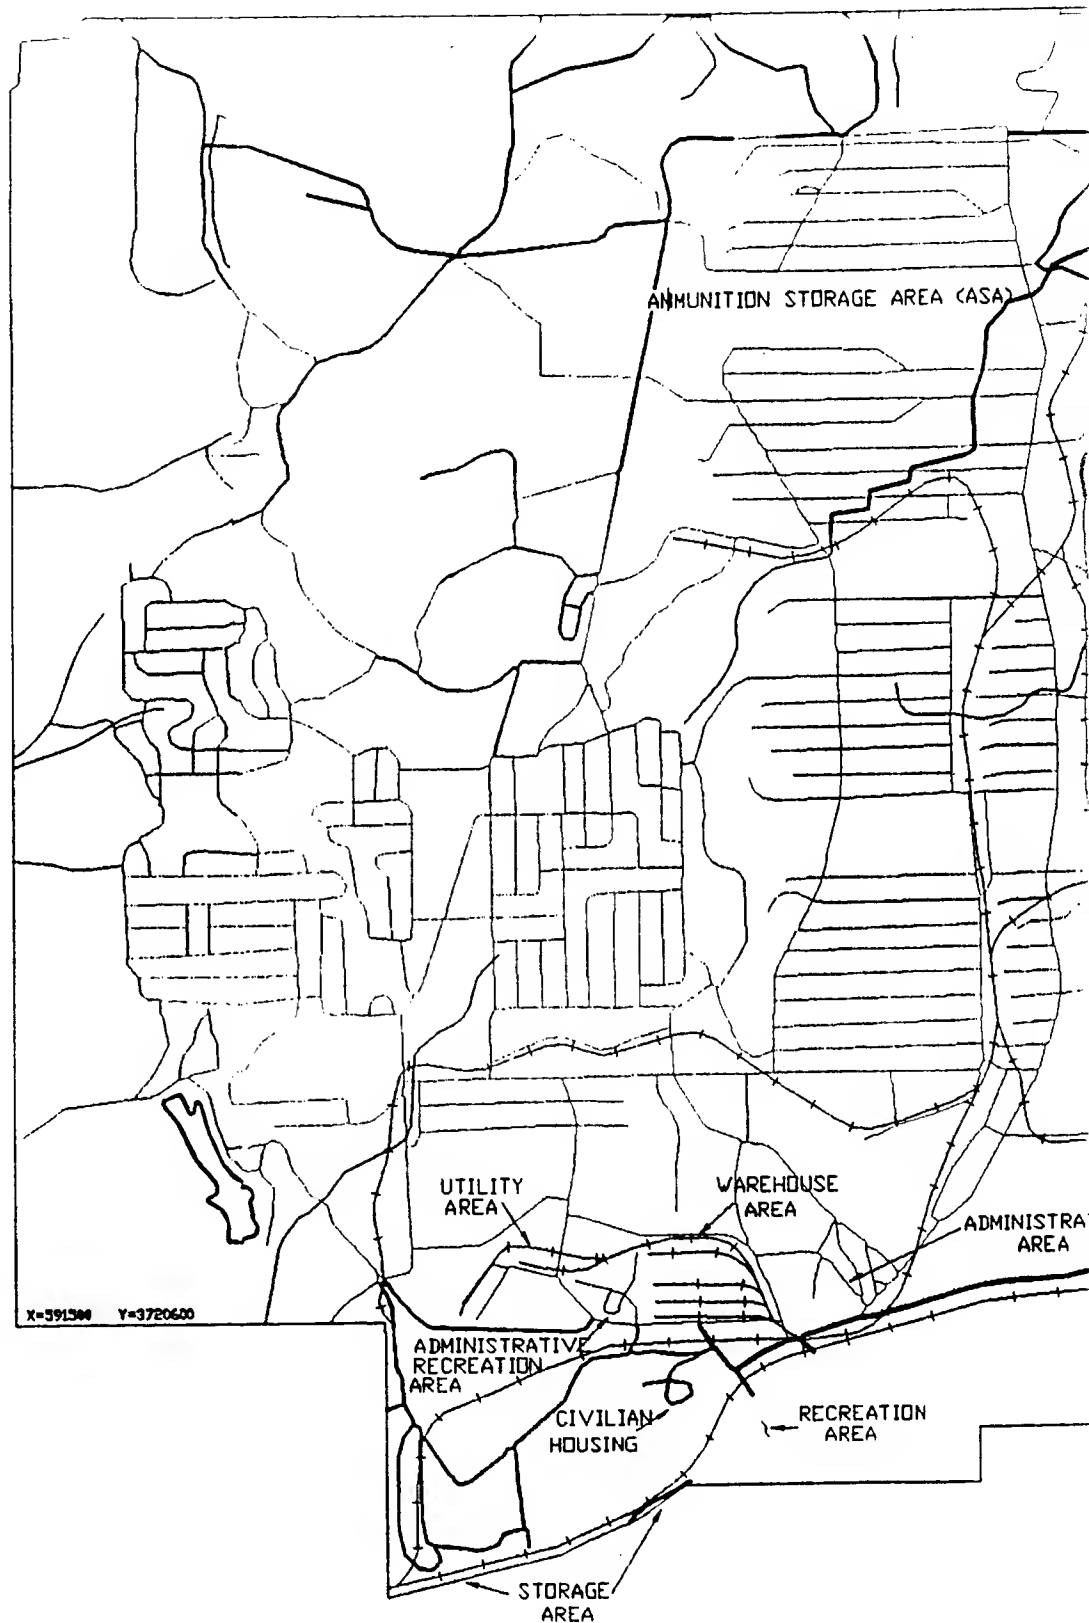 AMMUNITION STORAGE AREA (ASA)
UTILITY
AREA
WAREHOUSE
AREA
ADMINISTRA
AREA
X=591500 Y=3720600
ADMINISTRATIVE
RECREATION
AREA
CIVILIAN
HOUSING
RECREATION
AREA
STORAGE
AREA